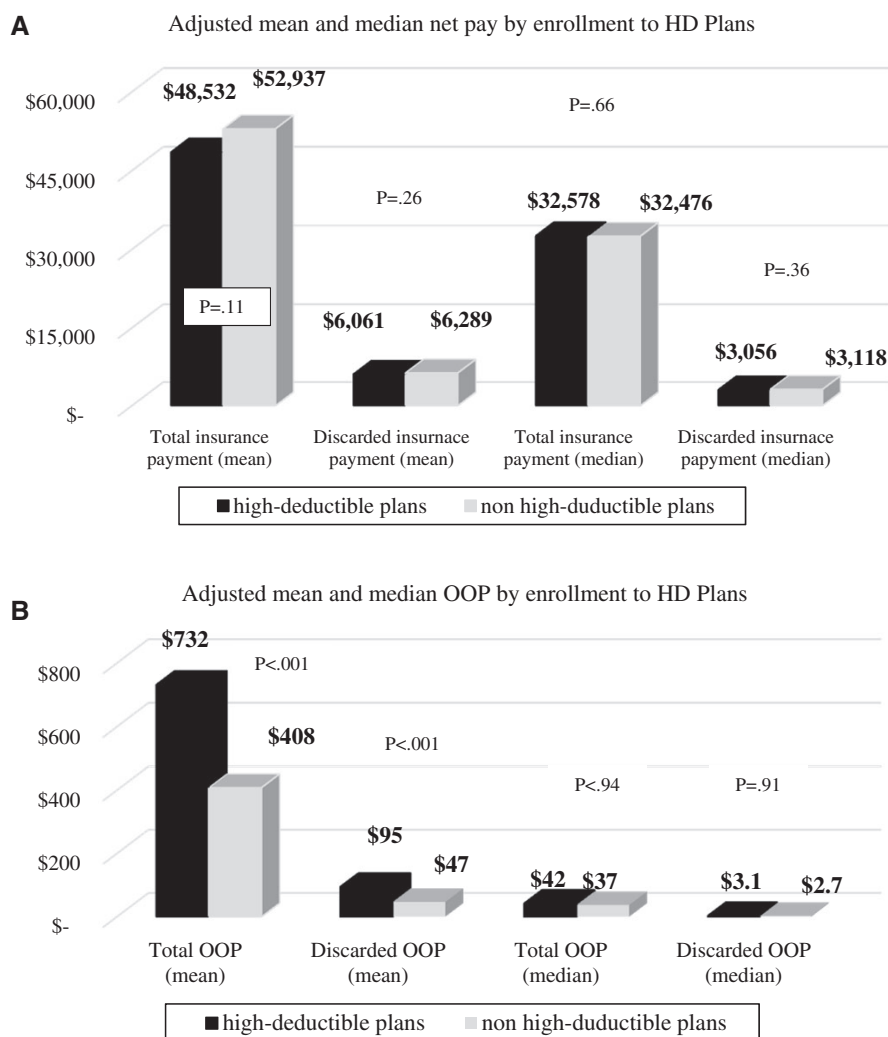 A
Adjusted mean and median net pay by enrollment to HD Plans
$48,532 $52,937
$60,000
P=.66
$45,000
P=.26
$32,578 $32,476
$30,000
P=.36
P=.11
$6,061 $6,289
$15,000
$3,056 $3,118
$-
Total insurance
payment (mean)
Discarded insurnace
payment (mean)
Total insurance
payment (median)
Discarded insurnace
papyment (median)
high-deductible plans non high-duductible plans
B
Adjusted mean and median OOP by enrollment to HD Plans
$732
P<.001
$800
$600
$408
P<.001
$400
P<.94
P=.91
$95
$200
$47
$42 $37
$3.1 $2.7
$-
Total OOP
(mean)
Discarded OOP
(mean)
Total OOP
(median)
Discarded OOP
(median)
high-deductible plans non high-duductible plans